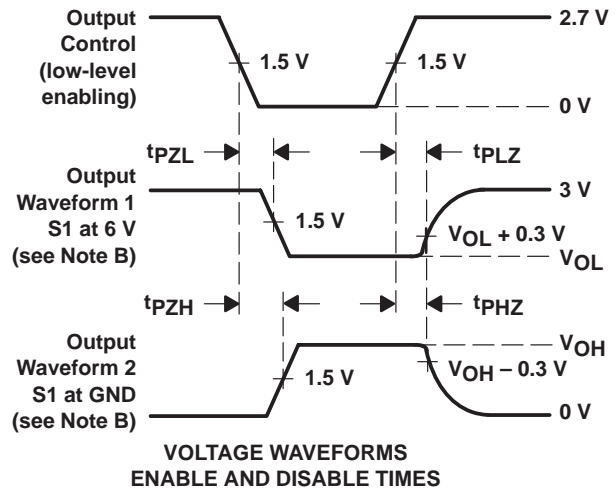 Output
Control
(low-level
enabling)
2.7 V
1.5 V
1.5 V
0 V
tPZL
tPLZ
Output
Waveform 1
S1 at 6 V
(see Note B)
3 V
1.5 V
VOL + 0.3 V
VOL
tPZH
tPHZ
Output
Waveform 2
S1 at GND
(see Note B)
VOH
1.5 V
VOH – 0.3 V
0 V
VOLTAGE WAVEFORMS
ENABLE AND DISABLE TIMES